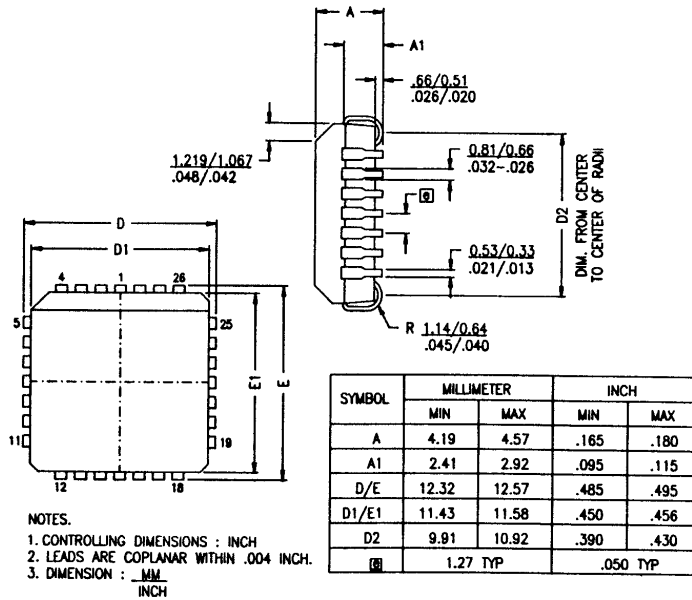 A
A1
.66/0.51
.026/.020
1.219/1.067
.048/.042
0.81/0.66
.032-.026
e
D2
DIM. FROM CENTER
TO CENTER OF RADII
0.53/0.33
.021/.013
R 1.14/0.64
.045/.040
D
D1
4 1 26
5 25
E1
E
11 19
12 18
SYMBOL MILLIMETER INCH
MIN MAX MIN MAX
A 4.19 4.57 .165 .180
A1 2.41 2.92 .095 .115
D/E 12.32 12.57 .485 .495
D1/E1 11.43 11.58 .450 .456
D2 9.91 10.92 .390 .430
e 1.27 TYP .050 TYP
NOTES.
1. CONTROLLING DIMENSIONS : INCH
2. LEADS ARE COPLANAR WITHIN .004 INCH.
3. DIMENSION : MM
INCH